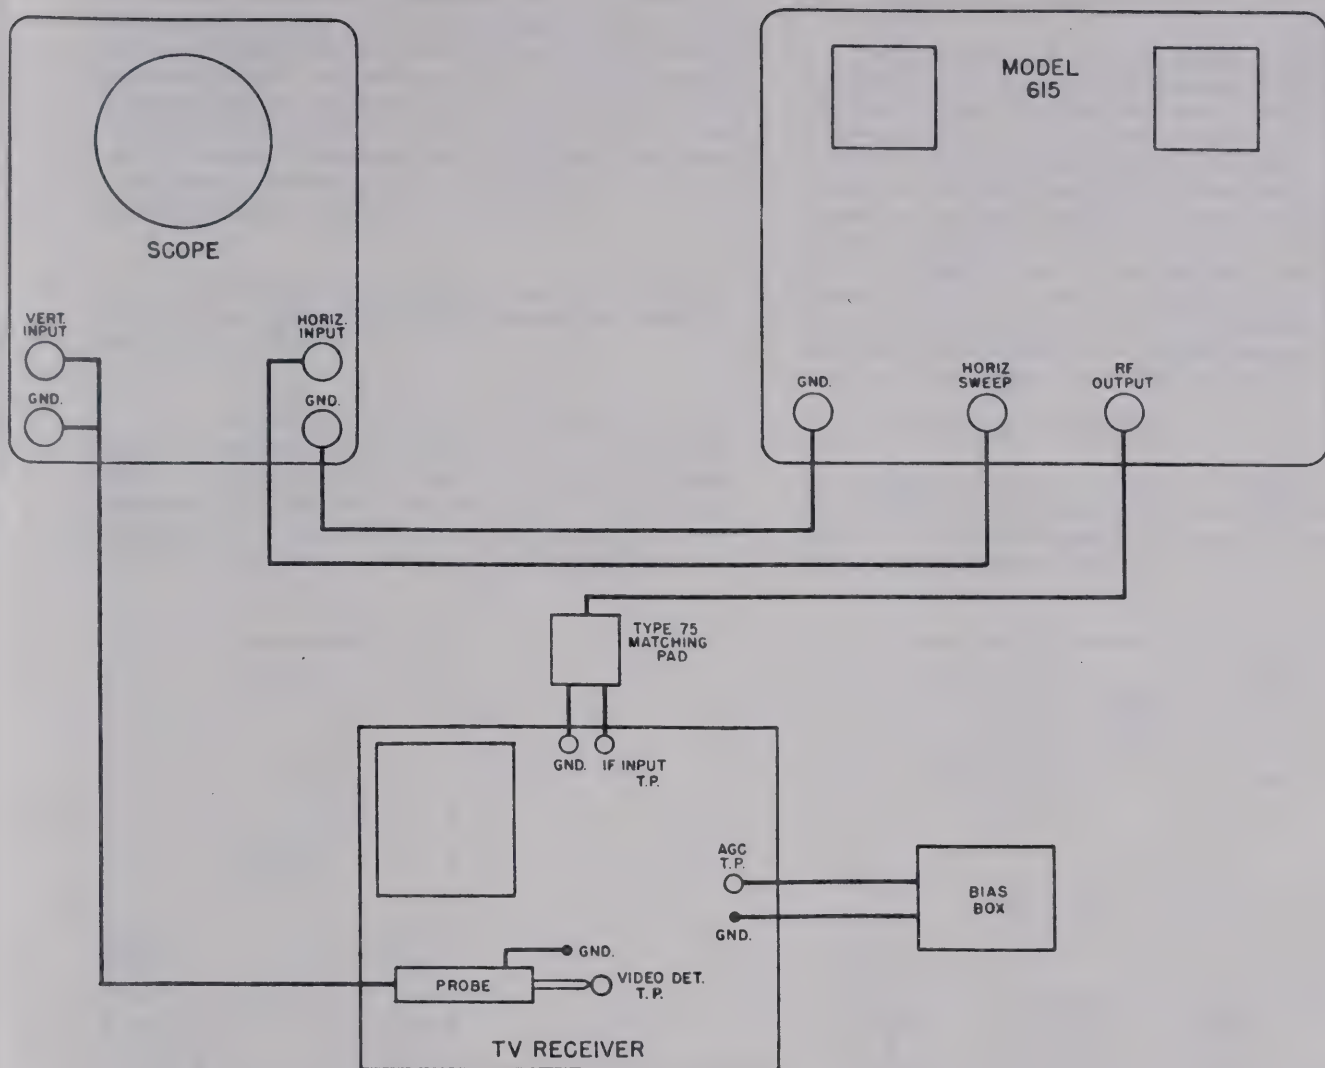 SCOPE
VERT.
INPUT
GND.
HORIZ.
INPUT
GND.
MODEL
615
GND.
HORIZ
SWEEP
RF
OUTPUT
TYPE 75
MATCHING
PAD
GND.
IF INPUT
T.P.
AGC
T.P.
GND.
BIAS
BOX
GND.
PROBE
VIDEO DET.
T.P.
TV RECEIVER